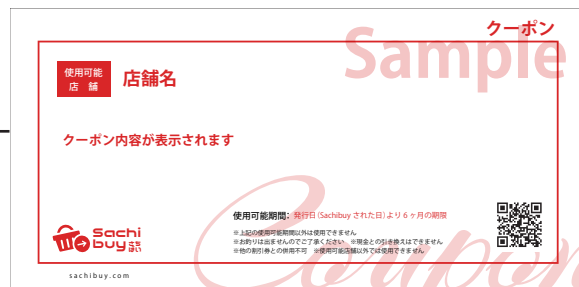 クーポン
Sample
使用可能
店 舗
店舗名
クーポン内容が表示されます
使用可能期間：発行日（Sachibuy された日）より 6 ヶ月の期限
※上記の使用可能期間以外は使用できません
※お釣りは出ませんのでご了承ください　※現金との引き換えはできません
※他の割引券との併用不可　※使用可能店舗以外では使用できません
Sachi
buy さち ばい
sachibuy.com
Coupon